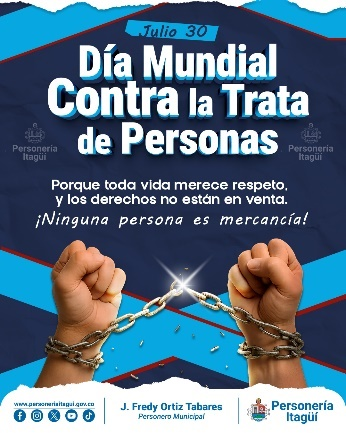 Julio 30
Día Mundial
Contra la Trata
de Personas
Personería
Itagüí
Personería
Itagüí
Porque toda vida merece respeto,
y los derechos no están en venta.
¡Ninguna persona es mercancía!
www.personeriaitagui.gov.co
J. Fredy Ortiz Tabares
Personero Municipal
Personería
Itagüí